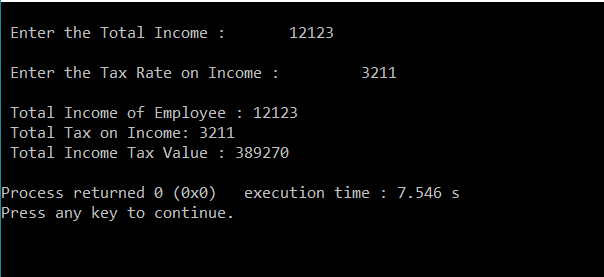 Enter the Total Income : 12123
Enter the Tax Rate on Income : 3211
Total Income of Employee : 12123
Total Tax on Income: 3211
Total Income Tax Value : 389270
Process returned 0 (0x0) execution time : 7.546 s
Press any key to continue.